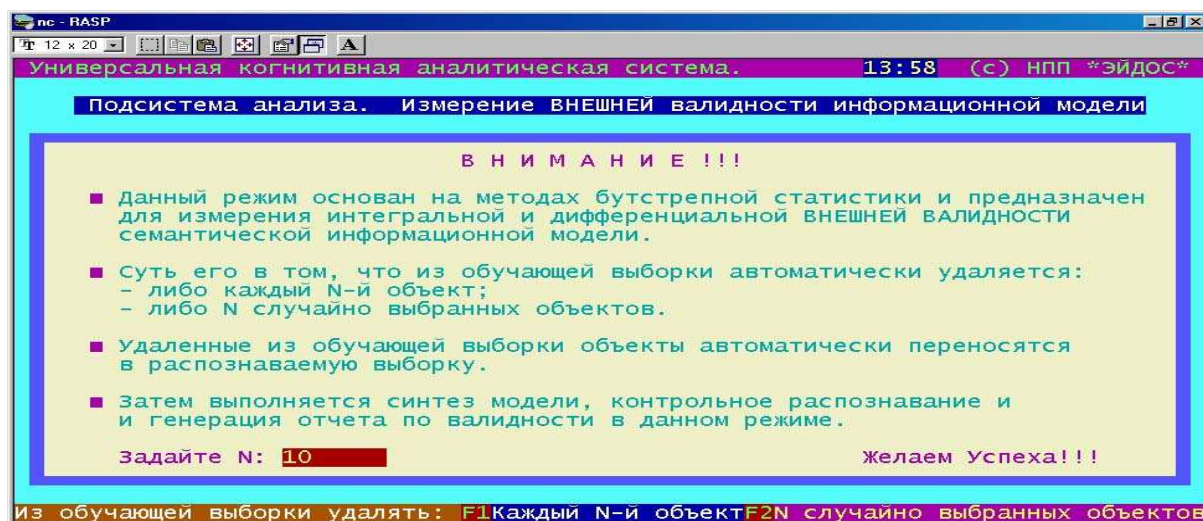 nc - RASP
12 x 20
A
Универсальная когнитивная аналитическая система. 13:58 (с) НПП *ЭЙДОС*
Подсистема анализа. Измерение ВНЕШНЕЙ валидности информационной модели
В Н И М А Н И Е !!!
■ Данный режим основан на методах бутстрепной статистики и предназначен
для измерения интегральной и дифференциальной ВНЕШНЕЙ ВАЛИДНОСТИ
семантической информационной модели.
■ Суть его в том, что из обучающей выборки автоматически удаляется:
– либо каждый N–й объект;
– либо N случайно выбранных объектов.
■ Удаленные из обучающей выборки объекты автоматически переносятся
в распознаваемую выборку.
■ Затем выполняется синтез модели, контрольное распознавание и
и генерация отчета по валидности в данном режиме.
Задайте N: 10 Желаем Успеха!!!
Из обучающей выборки удалять: F1Каждый N–й объектF2N случайно выбранных объектов